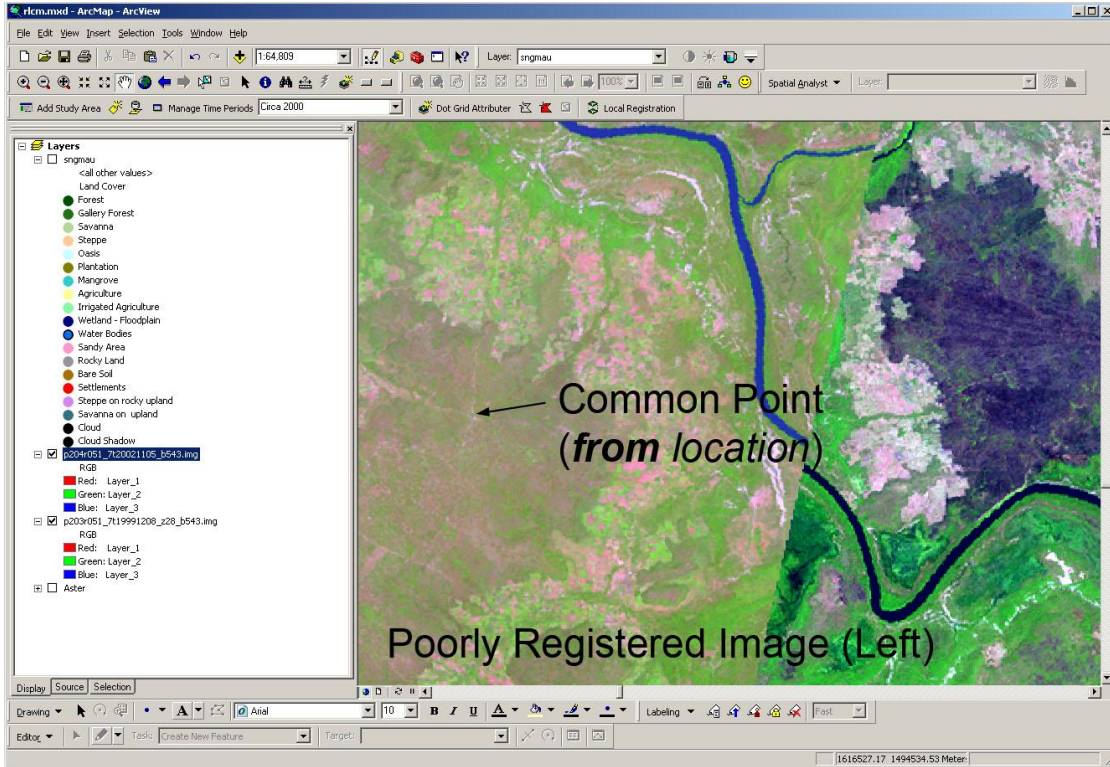 rlcm.mxd - ArcMap - ArcView
File Edit View Insert Selection Tools Window Help
1:64,809 Layer: sngmau
100% Spatial Analyst Layer:
Add Study Area Manage Time Periods Circa 2000 Dot Grid Attributer Local Registration
Layers
sngmau
<all other values>
Land Cover
Forest
Gallery Forest
Savanna
Steppe
Oasis
Plantation
Mangrove
Agriculture
Irrigated Agriculture
Wetland - Floodplain
Water Bodies
Sandy Area
Rocky Land
Bare Soil
Settlements
Steppe on rocky upland
Savanna on upland
Cloud
Cloud Shadow
p204r051_7t20021105_b543.img
RGB
Red: Layer_1
Green: Layer_2
Blue: Layer_3
p203r051_7t19991208_z28_b543.img
RGB
Red: Layer_1
Green: Layer_2
Blue: Layer_3
Aster
Common Point
(from location)
Poorly Registered Image (Left)
Display Source Selection
Drawing A Arial 10 B I U A Labeling Fast
Editor Task: Create New Feature Target:
1616527.17 1494534.53 Meter: